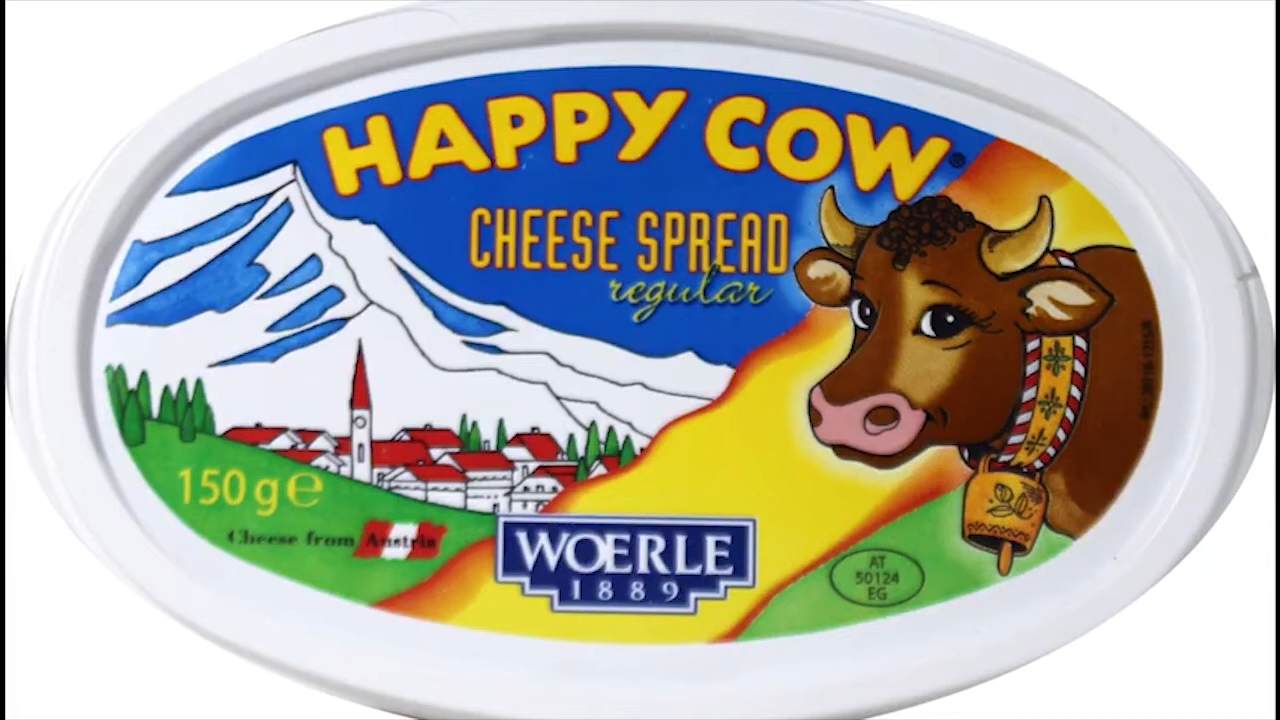 HAPPY COW®
CHEESE SPREAD
regular
150 g e
Cheese from Austria
WOERLE
1889
AT
50124
EG